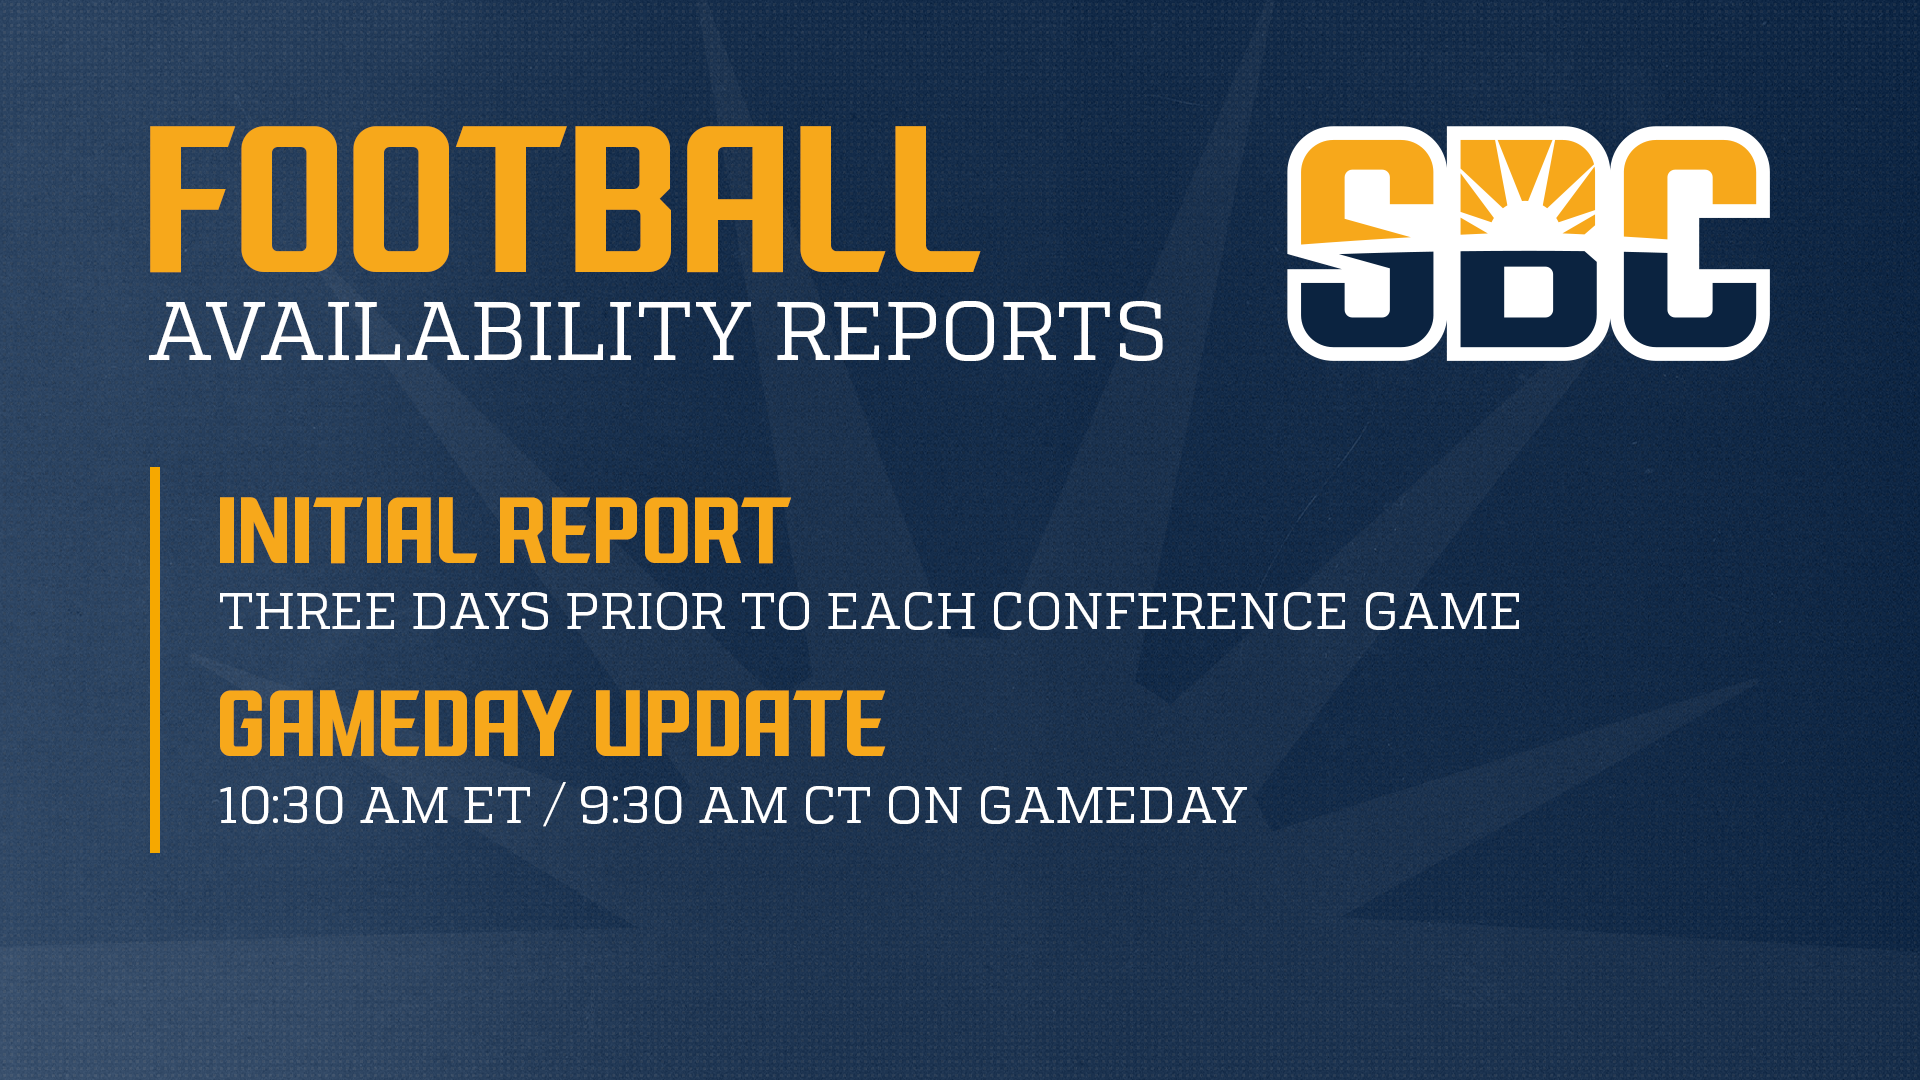 FOOTBALL
AVAILABILITY REPORTS
SBC
INITIAL REPORT
THREE DAYS PRIOR TO EACH CONFERENCE GAME
GAMEDAY UPDATE
10:30 AM ET / 9:30 AM CT ON GAMEDAY